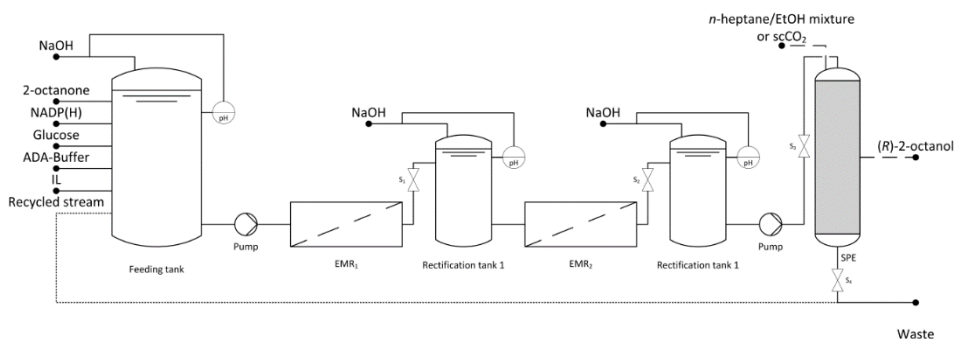 n-heptane/EtOH mixture
or scCO2
NaOH
2-octanone
NADP(H)
Glucose
ADA-Buffer
IL
Recycled stream
pH
NaOH
pH
S1
NaOH
pH
S2
S3
(R)-2-octanol
Pump
EMR1
Rectification tank 1
EMR2
Rectification tank 1
Pump
Feeding tank
SPE
S4
Waste